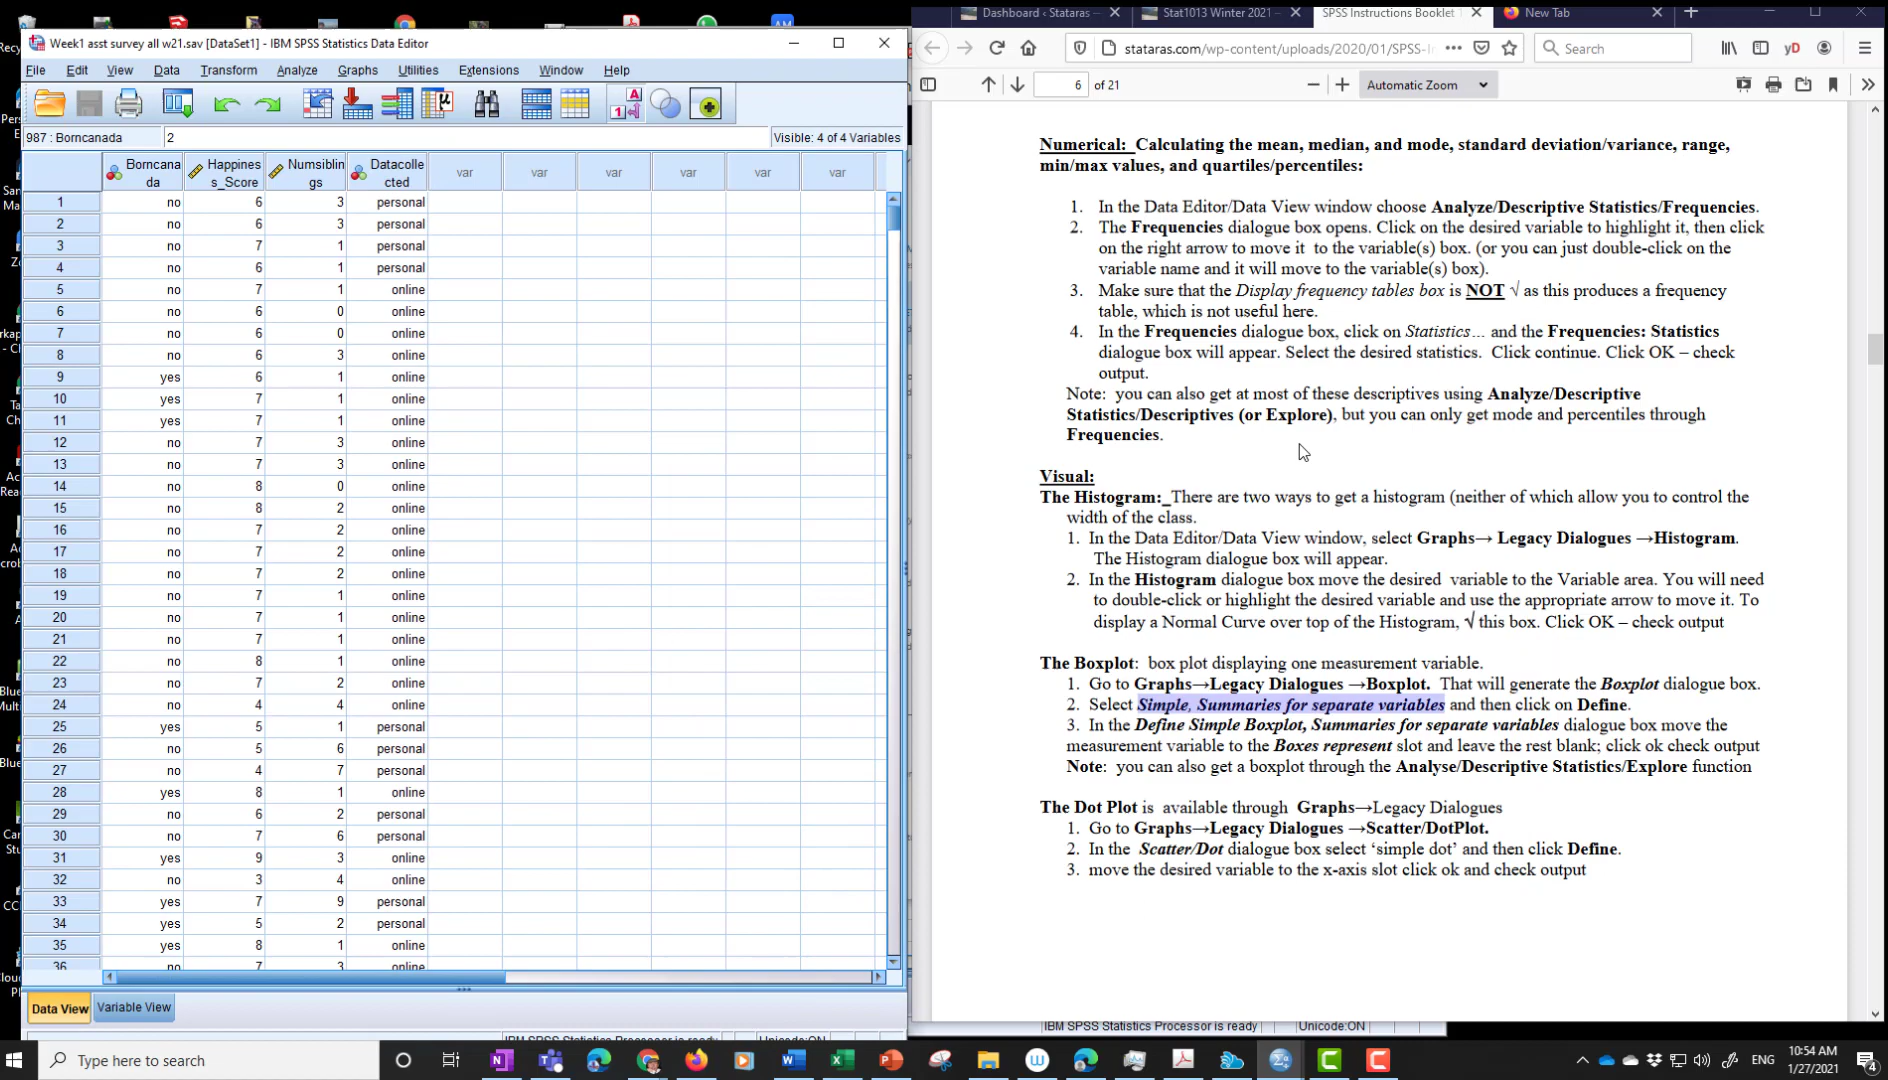 Week1 asst survey all w21.sav [DataSet1] - IBM SPSS Statistics Data Editor
File Edit View Data Transform Analyze Graphs Utilities Extensions Window Help
987 : Borncanada 2 Visible: 4 of 4 Variables
Borncana da Happines s_Score Numsiblin gs Datacolle cted var var var var var var
1 no 6 3 personal
2 no 6 3 personal
3 no 7 1 personal
4 no 6 1 personal
5 no 7 1 online
6 no 6 0 online
7 no 6 0 online
8 no 6 3 online
9 yes 6 1 online
10 yes 7 1 online
11 yes 7 1 online
12 no 7 3 online
13 no 7 3 online
14 no 8 0 online
15 no 8 2 online
16 no 7 2 online
17 no 7 2 online
18 no 7 2 online
19 no 7 1 online
20 no 7 1 online
21 no 7 1 online
22 no 8 1 online
23 no 7 2 online
24 no 4 4 online
25 yes 5 1 personal
26 no 5 6 personal
27 no 4 7 personal
28 yes 8 1 online
29 no 6 2 personal
30 no 7 6 personal
31 yes 9 3 online
32 no 3 4 online
33 yes 7 9 personal
34 yes 5 2 personal
35 yes 8 1 online
36 no 7 3 online
Data View Variable View
IBM SPSS Statistics Processor is ready Unicode:ON
Dashboard ‹ Stataras — Stat1013 Winter 2021 – SPSS Instructions Booklet New Tab
stataras.com/wp-content/uploads/2020/01/SPSS-In Search
6 of 21 Automatic Zoom
Numerical: Calculating the mean, median, and mode, standard deviation/variance, range,
min/max values, and quartiles/percentiles:
1. In the Data Editor/Data View window choose Analyze/Descriptive Statistics/Frequencies.
2. The Frequencies dialogue box opens. Click on the desired variable to highlight it, then click
on the right arrow to move it to the variable(s) box. (or you can just double-click on the
variable name and it will move to the variable(s) box).
3. Make sure that the Display frequency tables box is NOT √ as this produces a frequency
table, which is not useful here.
4. In the Frequencies dialogue box, click on Statistics… and the Frequencies: Statistics
dialogue box will appear. Select the desired statistics. Click continue. Click OK – check
output.
Note: you can also get at most of these descriptives using Analyze/Descriptive
Statistics/Descriptives (or Explore), but you can only get mode and percentiles through
Frequencies.
Visual:
The Histogram: There are two ways to get a histogram (neither of which allow you to control the
width of the class.
1. In the Data Editor/Data View window, select Graphs→ Legacy Dialogues →Histogram.
The Histogram dialogue box will appear.
2. In the Histogram dialogue box move the desired variable to the Variable area. You will need
to double-click or highlight the desired variable and use the appropriate arrow to move it. To
display a Normal Curve over top of the Histogram, √ this box. Click OK – check output
The Boxplot: box plot displaying one measurement variable.
1. Go to Graphs→Legacy Dialogues →Boxplot. That will generate the Boxplot dialogue box.
2. Select Simple, Summaries for separate variables and then click on Define.
3. In the Define Simple Boxplot, Summaries for separate variables dialogue box move the
measurement variable to the Boxes represent slot and leave the rest blank; click ok check output
Note: you can also get a boxplot through the Analyse/Descriptive Statistics/Explore function
The Dot Plot is available through Graphs→Legacy Dialogues
1. Go to Graphs→Legacy Dialogues →Scatter/DotPlot.
2. In the Scatter/Dot dialogue box select ‘simple dot’ and then click Define.
3. move the desired variable to the x-axis slot click ok and check output
IBM SPSS Statistics Processor is ready Unicode:ON
Type here to search
ENG 10:54 AM
1/27/2021
4